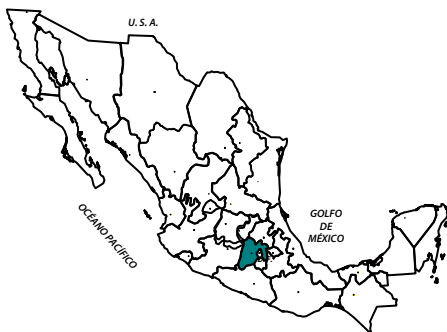 U. S. A.
OCÉANO PACÍFICO
GOLFO
DE
MÉXICO